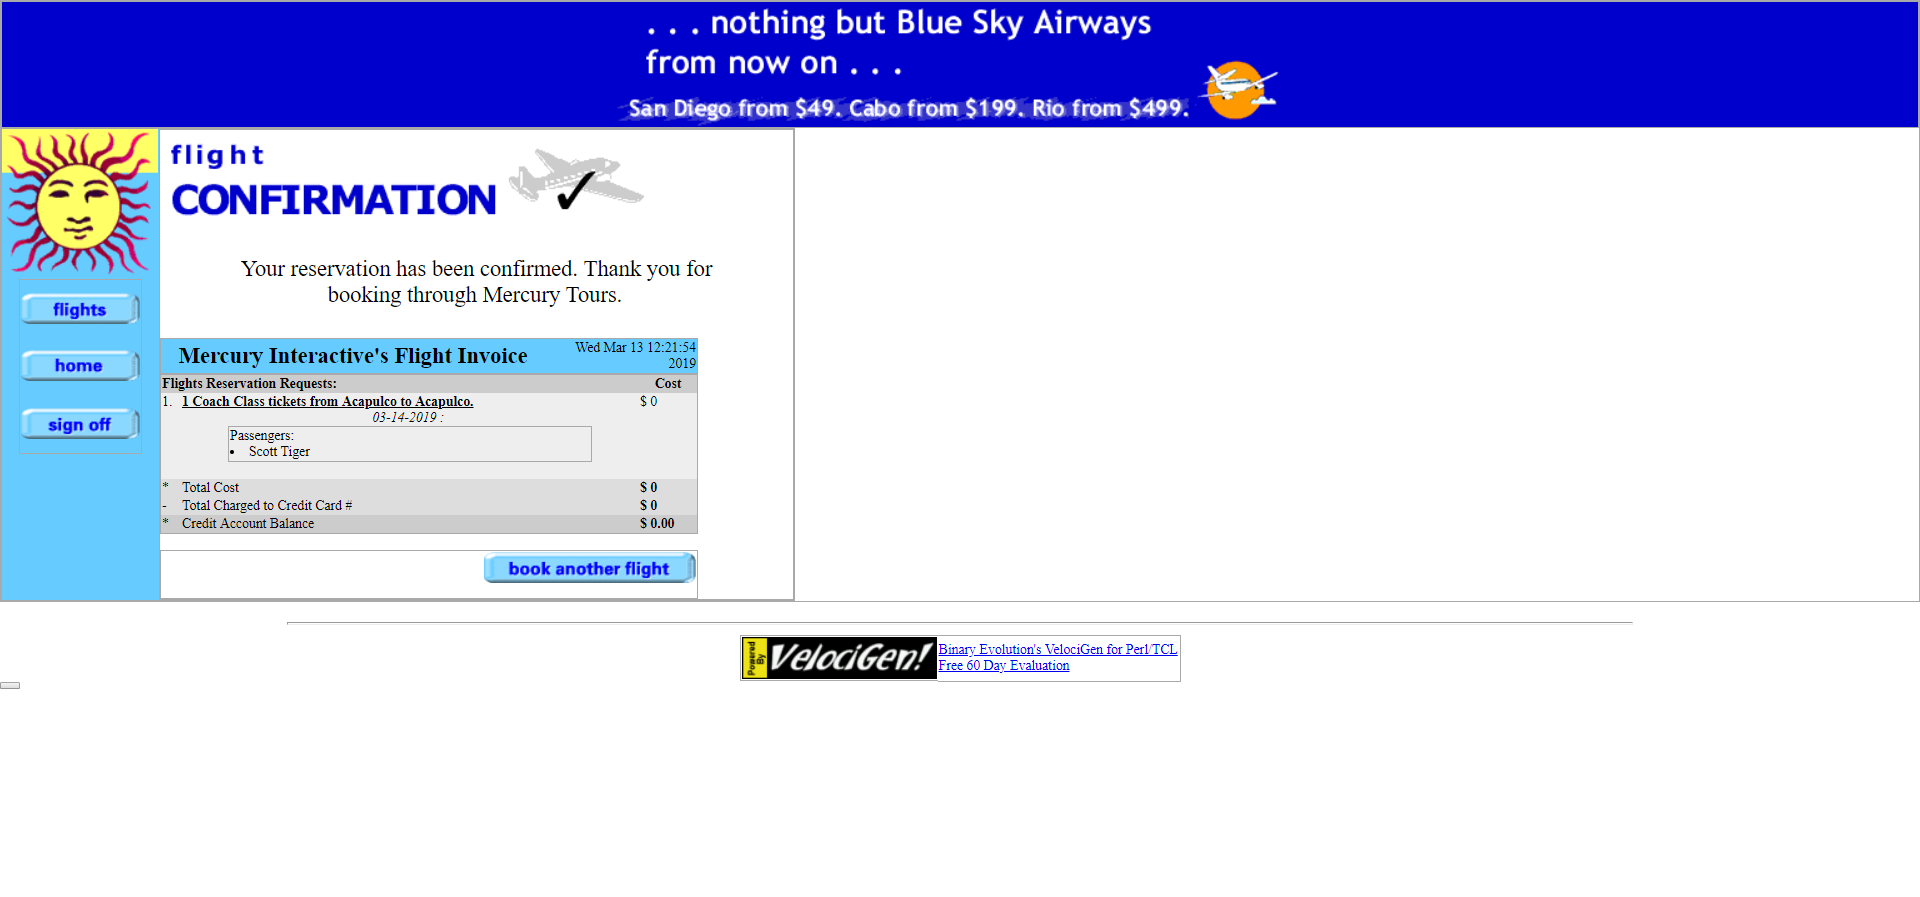 . . . nothing but Blue Sky Airways
from now on . . .
San Diego from $49. Cabo from $199. Rio from $499.
flight
CONFIRMATION
flights
home
sign off
Your reservation has been confirmed. Thank you for
booking through Mercury Tours.
Mercury Interactive's Flight Invoice
Wed Mar 13 12:21:54
2019
Flights Reservation Requests: Cost
1. 1 Coach Class tickets from Acapulco to Acapulco. $ 0
03-14-2019 :
Passengers:
• Scott Tiger
* Total Cost $ 0
- Total Charged to Credit Card # $ 0
* Credit Account Balance $ 0.00
book another flight
Powered By
VelociGen!
Binary Evolution's VelociGen for Perl/TCL
Free 60 Day Evaluation